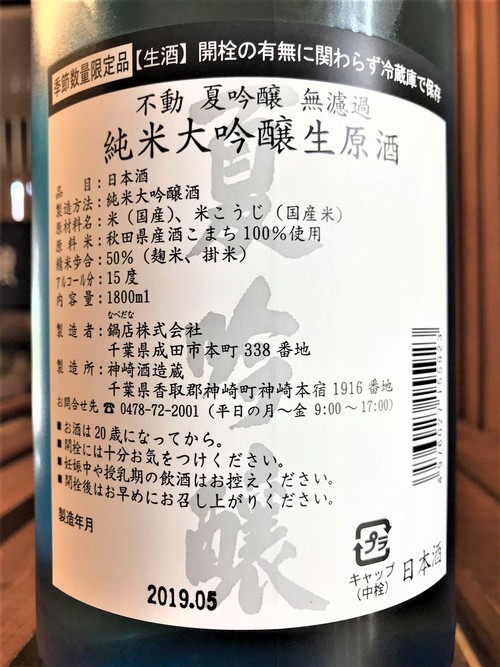 季節数量限定品【生酒】開栓の有無に関わらず冷蔵庫で保存
不動 夏吟醸 無濾過
純米大吟醸生原酒
夏吟醸
品目：日本酒
製造方法：純米大吟醸酒
原材料名：米（国産）、米こうじ（国産米）
原料米：秋田県産酒こまち100％使用
精米歩合：50％（麹米、掛米）
アルコール分：15度
内容量：1800ml
なべだな
製造者：鍋店株式会社
千葉県成田市本町338番地
製造所：神崎酒造蔵
千葉県香取郡神崎町神崎本宿1916番地
お問合せ先 ☎ 0478-72-2001（平日の月～金 9:00～17:00）
■お酒は20歳になってから。
■開栓には十分お気をつけください。
■妊娠中や授乳期の飲酒はお控えください。
■開栓後はお早めにお召し上がりください。
製造年月
2019.05
プラ
キャップ
（中栓）
日本酒